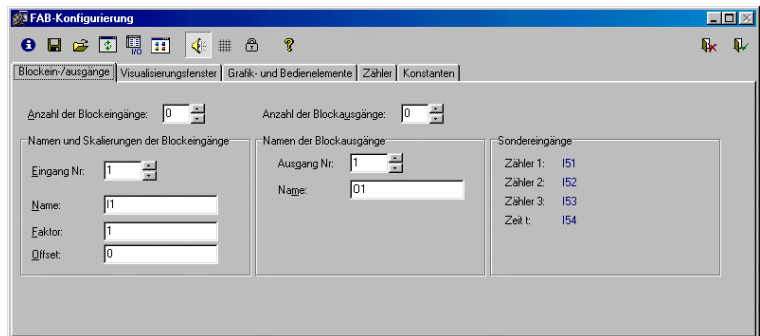 FAB-Konfigurierung
I/O
Blockein-/ausgänge Visualisierungsfenster Grafik- und Bedienelemente Zähler Konstanten
Anzahl der Blockeingänge: 0 Anzahl der Blockausgänge: 0
Namen und Skalierungen der Blockeingänge
Eingang Nr: 1
Name: I1
Faktor: 1
Offset: 0
Namen der Blockausgänge
Ausgang Nr: 1
Name: O1
Sondereingänge
Zähler 1: I51
Zähler 2: I52
Zähler 3: I53
Zeit t: I54